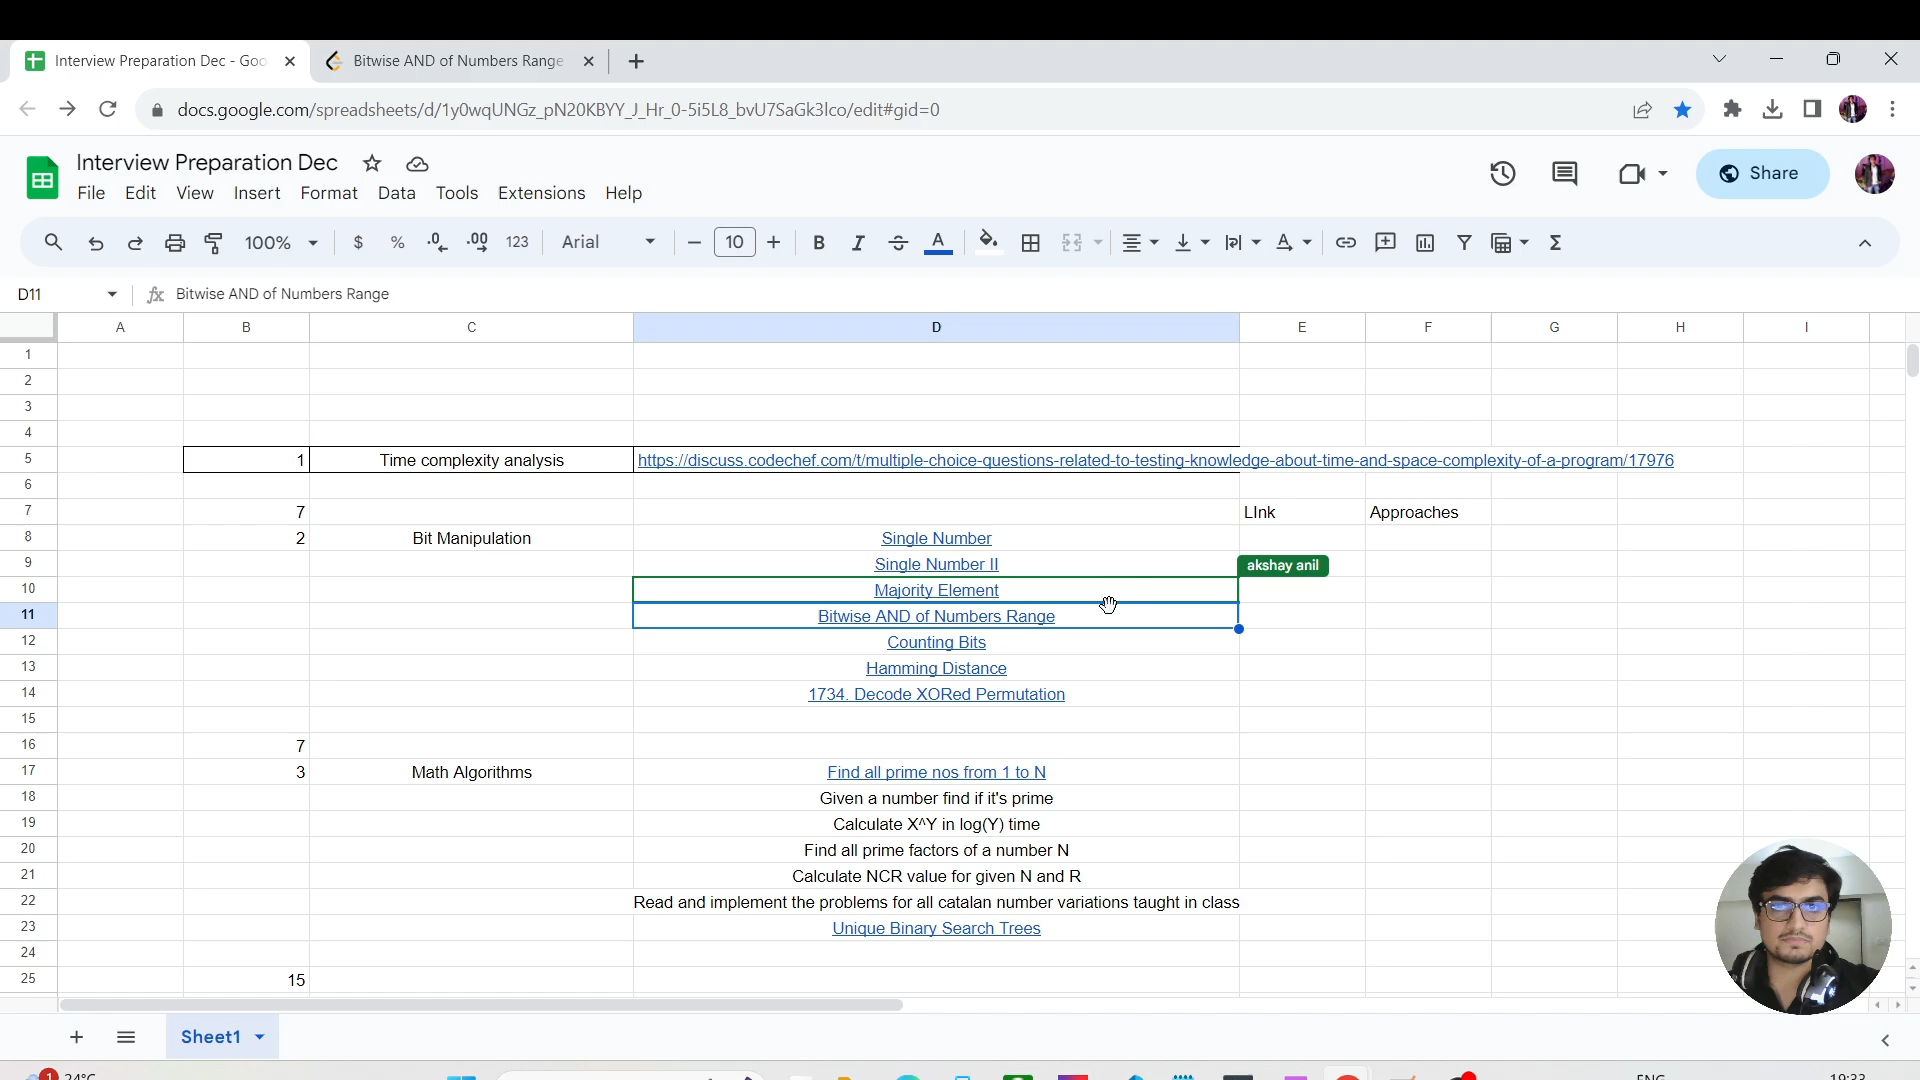 Interview Preparation Dec - Goo
Bitwise AND of Numbers Range
docs.google.com/spreadsheets/d/1y0wqUNGz_pN20KBYY_J_Hr_0-5i5L8_bvU7SaGk3lco/edit#gid=0
Interview Preparation Dec
File Edit View Insert Format Data Tools Extensions Help
Share
100% $ % .0 .00 123 Arial 10 B I A
D11 fx Bitwise AND of Numbers Range
A B C D E F G H I
1
2
3
4
5 1 Time complexity analysis https://discuss.codechef.com/t/multiple-choice-questions-related-to-testing-knowledge-about-time-and-space-complexity-of-a-program/17976
6
7 7 LInk Approaches
8 2 Bit Manipulation Single Number
9 Single Number II akshay anil
10 Majority Element
11 Bitwise AND of Numbers Range
12 Counting Bits
13 Hamming Distance
14 1734. Decode XORed Permutation
15
16 7
17 3 Math Algorithms Find all prime nos from 1 to N
18 Given a number find if it's prime
19 Calculate X^Y in log(Y) time
20 Find all prime factors of a number N
21 Calculate NCR value for given N and R
22 Read and implement the problems for all catalan number variations taught in class
23 Unique Binary Search Trees
24
25 15
Sheet1
1 24°C ENG 19:33